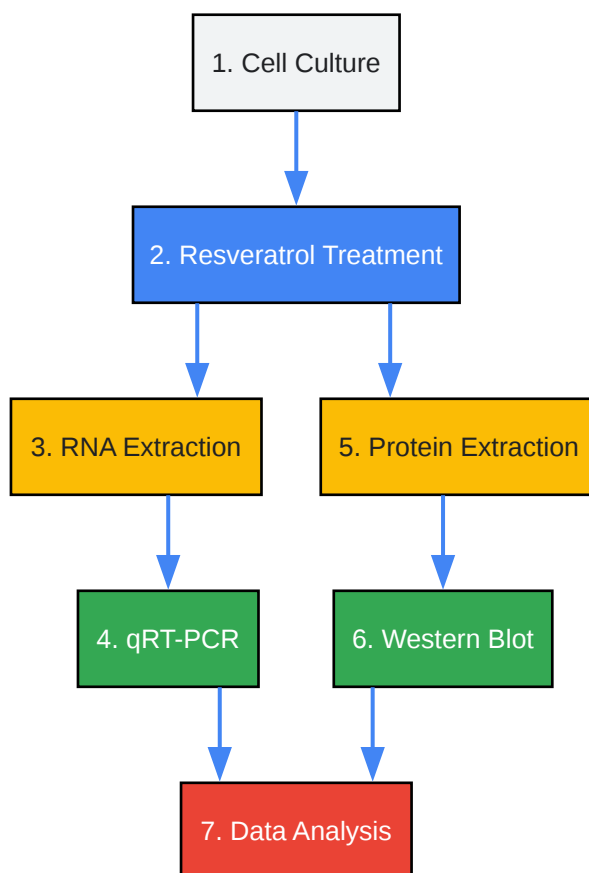 1. Cell Culture
2. Resveratrol Treatment
3. RNA Extraction
5. Protein Extraction
4. qRT-PCR
6. Western Blot
7. Data Analysis